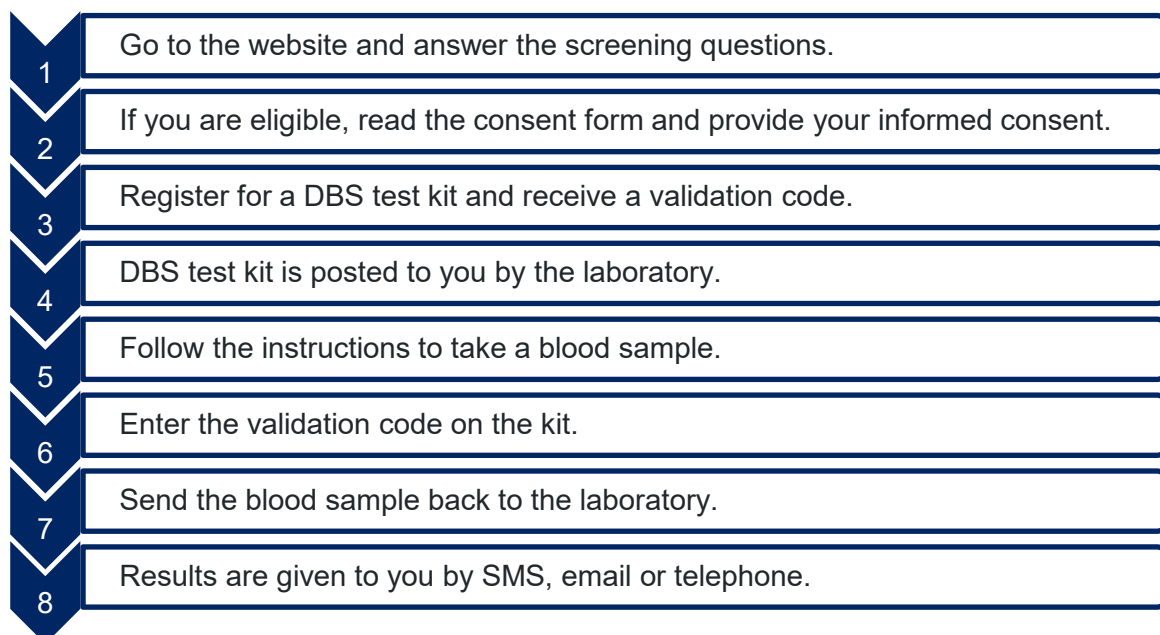 1
Go to the website and answer the screening questions.
2
If you are eligible, read the consent form and provide your informed consent.
3
Register for a DBS test kit and receive a validation code.
4
DBS test kit is posted to you by the laboratory.
5
Follow the instructions to take a blood sample.
6
Enter the validation code on the kit.
7
Send the blood sample back to the laboratory.
8
Results are given to you by SMS, email or telephone.